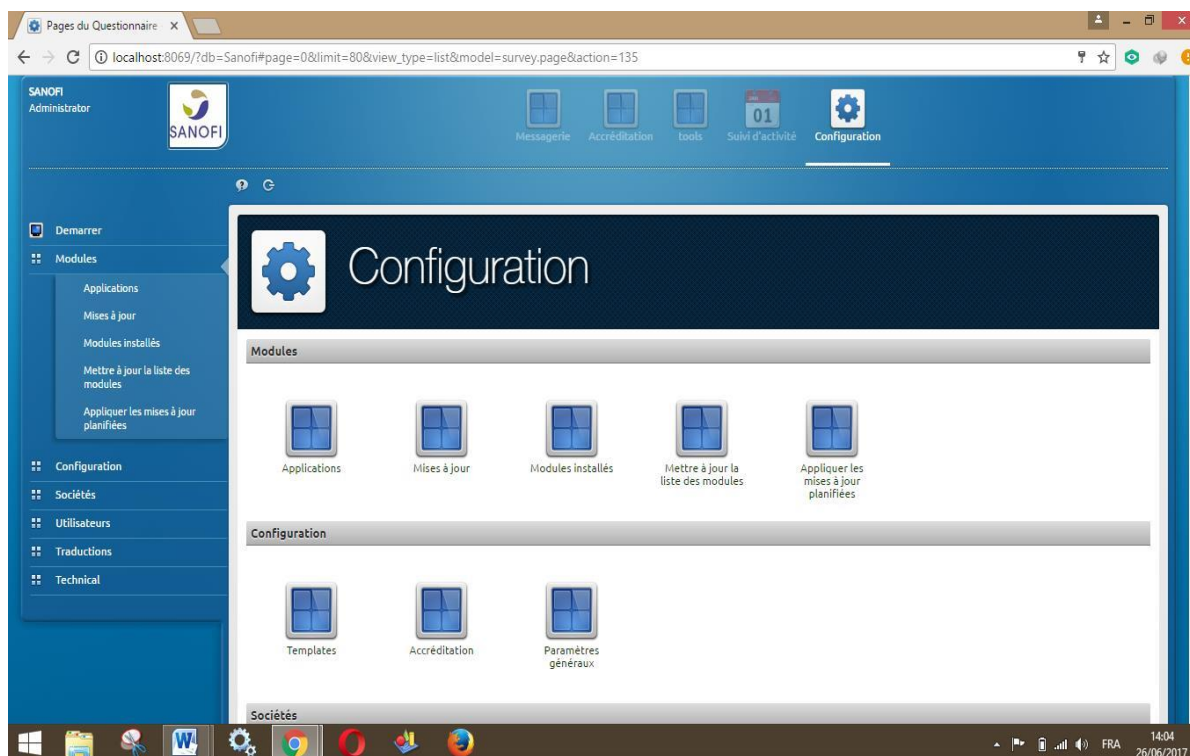 Pages du Questionnaire
localhost:8069/?db=Sanofi#page=0&limit=80&view_type=list&model=survey.page&action=135
SANOFI
Administrator
SANOFI
Messagerie
Accréditation
tools
01
Suivi d'activité
Configuration
Demarrer
Modules
Applications
Mises à jour
Modules installés
Mettre à jour la liste des
modules
Appliquer les mises à jour
planifiées
Configuration
Sociétés
Utilisateurs
Traductions
Technical
Configuration
Modules
Applications
Mises à jour
Modules installés
Mettre à jour la
liste des modules
Appliquer les
mises à jour
planifiées
Configuration
Templates
Accréditation
Paramètres
généraux
Sociétés
FRA
14:04
26/06/2017